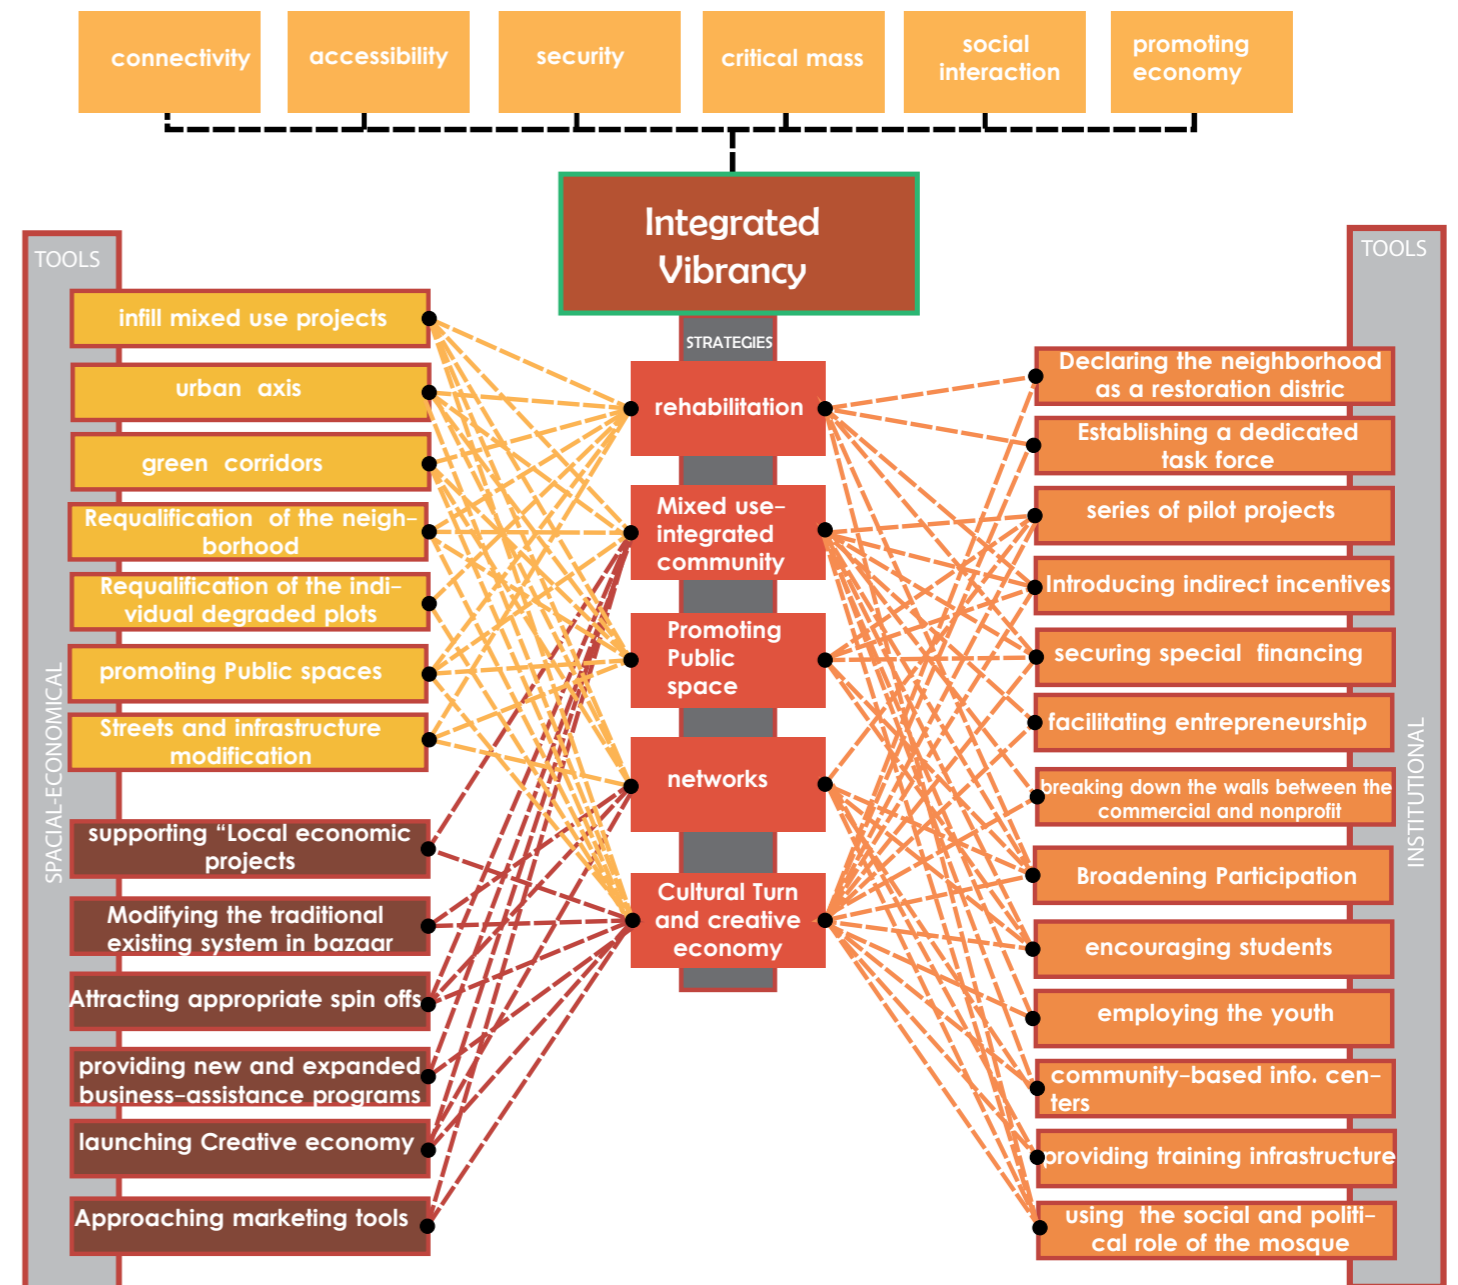 connectivity
accessibility
security
critical mass
social
interaction
promoting
economy
Integrated
Vibrancy
TOOLS
SPACIAL-ECONOMICAL
infill mixed use projects
urban axis
green corridors
Requalification of the neigh-
borhood
Requalification of the indi-
vidual degraded plots
promoting Public spaces
Streets and infrastructure
modification
supporting “Local economic
projects
Modifying the traditional
existing system in bazaar
Attracting appropriate spin offs
providing new and expanded
business-assistance programs
launching Creative economy
Approaching marketing tools
STRATEGIES
rehabilitation
Mixed use-
integrated
community
Promoting
Public
space
networks
Cultural Turn
and creative
economy
TOOLS
INSTITUTIONAL
Declaring the neighborhood
as a restoration distric
Establishing a dedicated
task force
series of pilot projects
Introducing indirect incentives
securing special financing
facilitating entrepreneurship
breaking down the walls between the
commercial and nonprofit
Broadening Participation
encouraging students
employing the youth
community-based info. cen-
ters
providing training infrastructure
using the social and politi-
cal role of the mosque